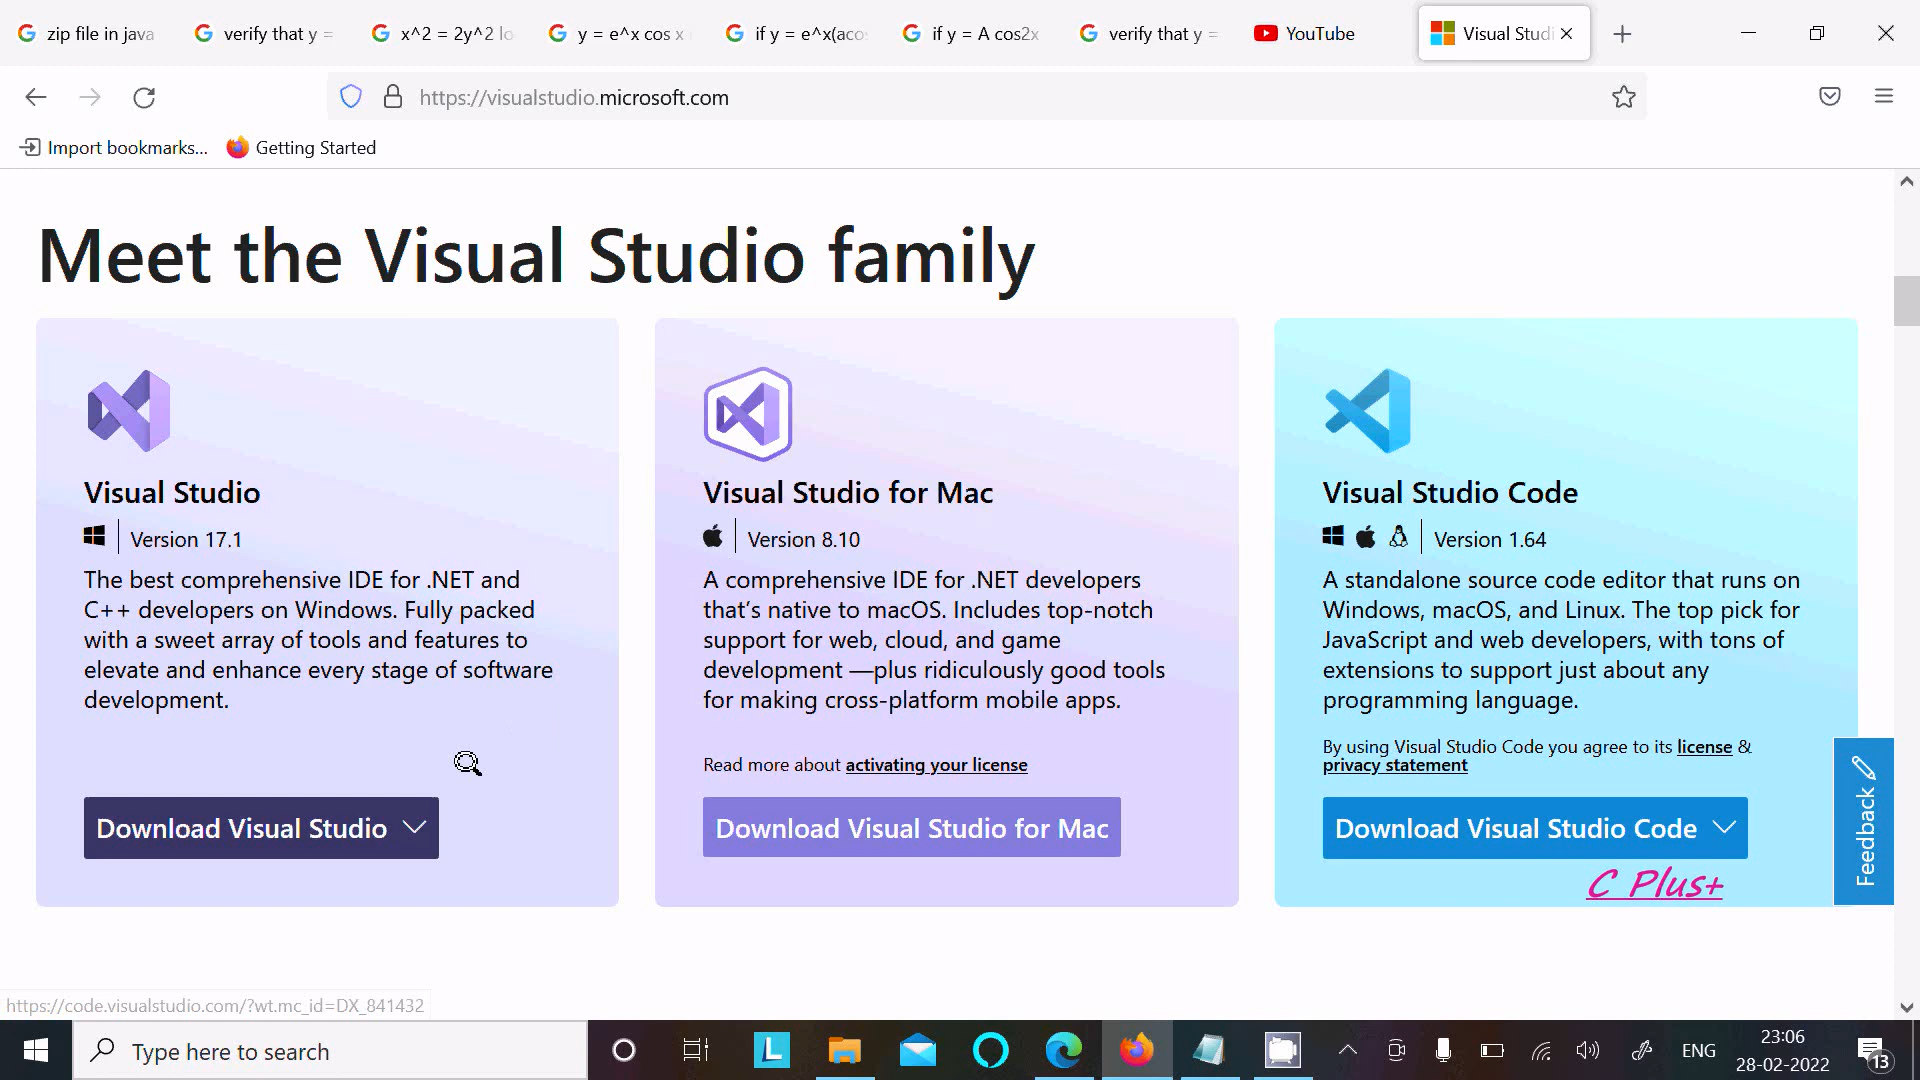 zip file in java
verify that y =
x^2 = 2y^2 lo
y = e^x cos x
if y = e^x(aco
if y = A cos2x
verify that y =
YouTube
Visual Studi
https://visualstudio.microsoft.com
Import bookmarks...
Getting Started
Meet the Visual Studio family
Visual Studio
Version 17.1
The best comprehensive IDE for .NET and
C++ developers on Windows. Fully packed
with a sweet array of tools and features to
elevate and enhance every stage of software
development.
Download Visual Studio
Visual Studio for Mac
Version 8.10
A comprehensive IDE for .NET developers
that's native to macOS. Includes top-notch
support for web, cloud, and game
development —plus ridiculously good tools
for making cross-platform mobile apps.
Read more about activating your license
Download Visual Studio for Mac
Visual Studio Code
Version 1.64
A standalone source code editor that runs on
Windows, macOS, and Linux. The top pick for
JavaScript and web developers, with tons of
extensions to support just about any
programming language.
By using Visual Studio Code you agree to its license &
privacy statement
Download Visual Studio Code
C Plus+
Feedback
https://code.visualstudio.com/?wt.mc_id=DX_841432
Type here to search
L
ENG
23:06
28-02-2022
13